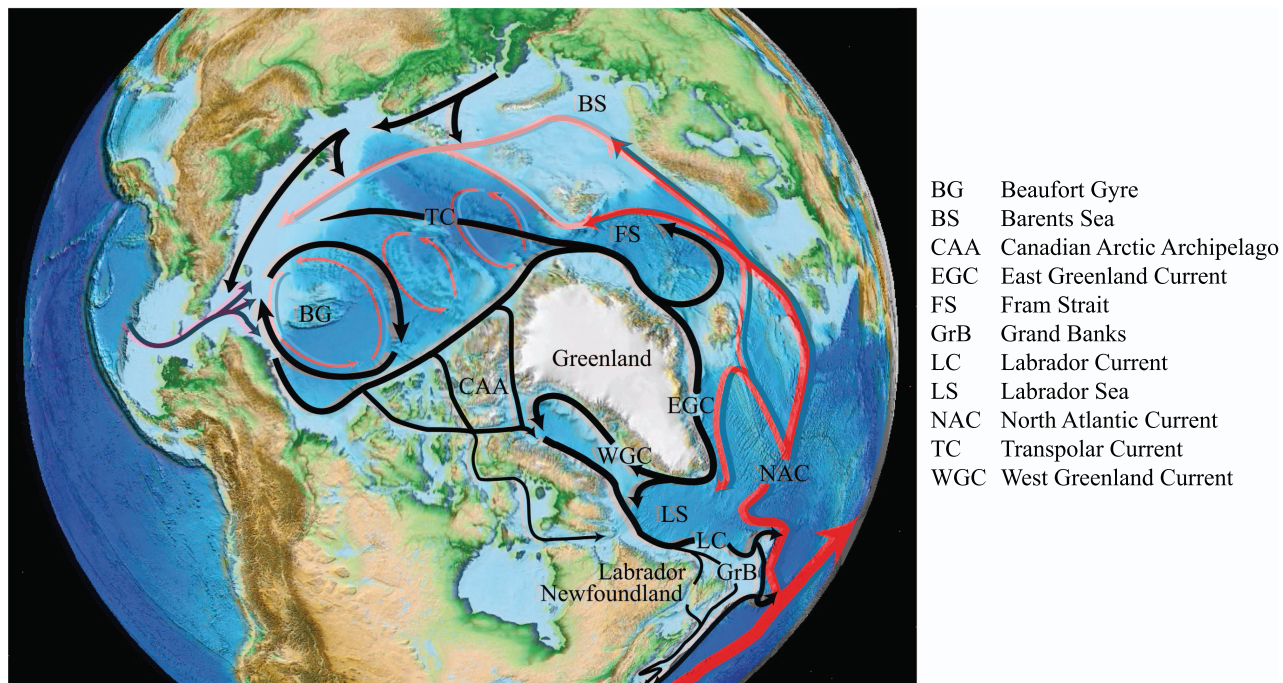 BS
TC
FS
BG
Greenland
CAA
EGC
WGC
NAC
LS
LC
Labrador
GrB
Newfoundland
BG Beaufort Gyre
BS Barents Sea
CAA Canadian Arctic Archipelago
EGC East Greenland Current
FS Fram Strait
GrB Grand Banks
LC Labrador Current
LS Labrador Sea
NAC North Atlantic Current
TC Transpolar Current
WGC West Greenland Current